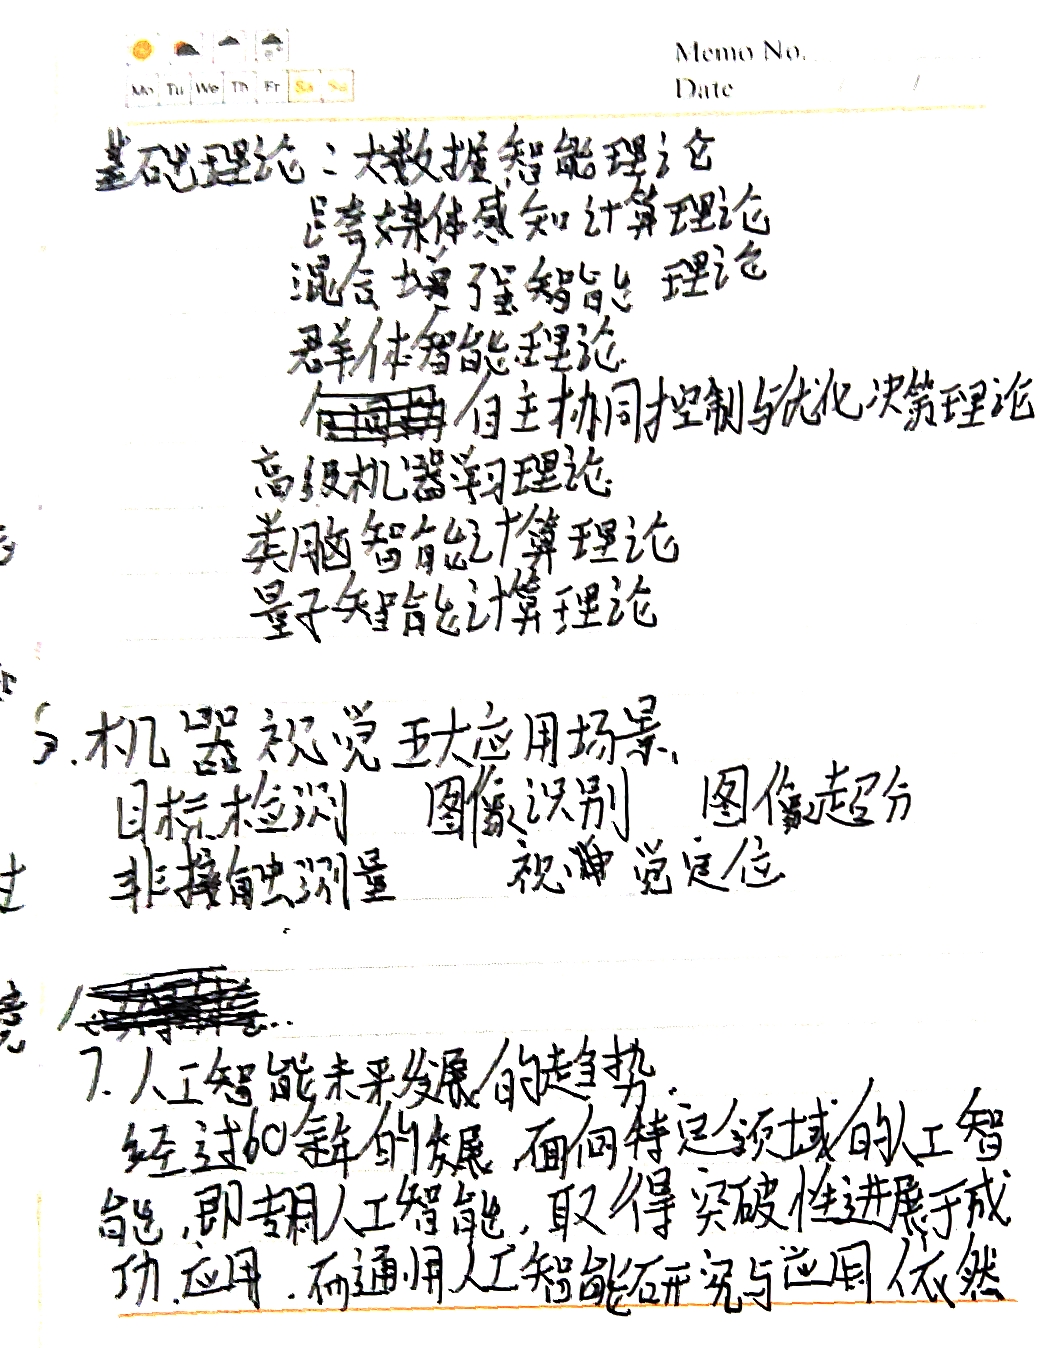 Memo No.
Mo Tu We Th Fr Sa Su
Date / /
基础理论：大数据智能理论
跨媒体感知计算理论
混合增强智能理论
群体智能理论
自主协同控制与优化决策理论
高级机器学习理论
类脑智能计算理论
量子智能计算理论
机器视觉五大应用场景.
目标检测 图像识别 图像超分
非接触测量 视觉定位
7.人工智能未来发展的趋势.
经过60余年的发展,面向特定领域的人工智
能,即专用人工智能,取得突破性进展于成
功应用.而通用人工智能研究与应用依然